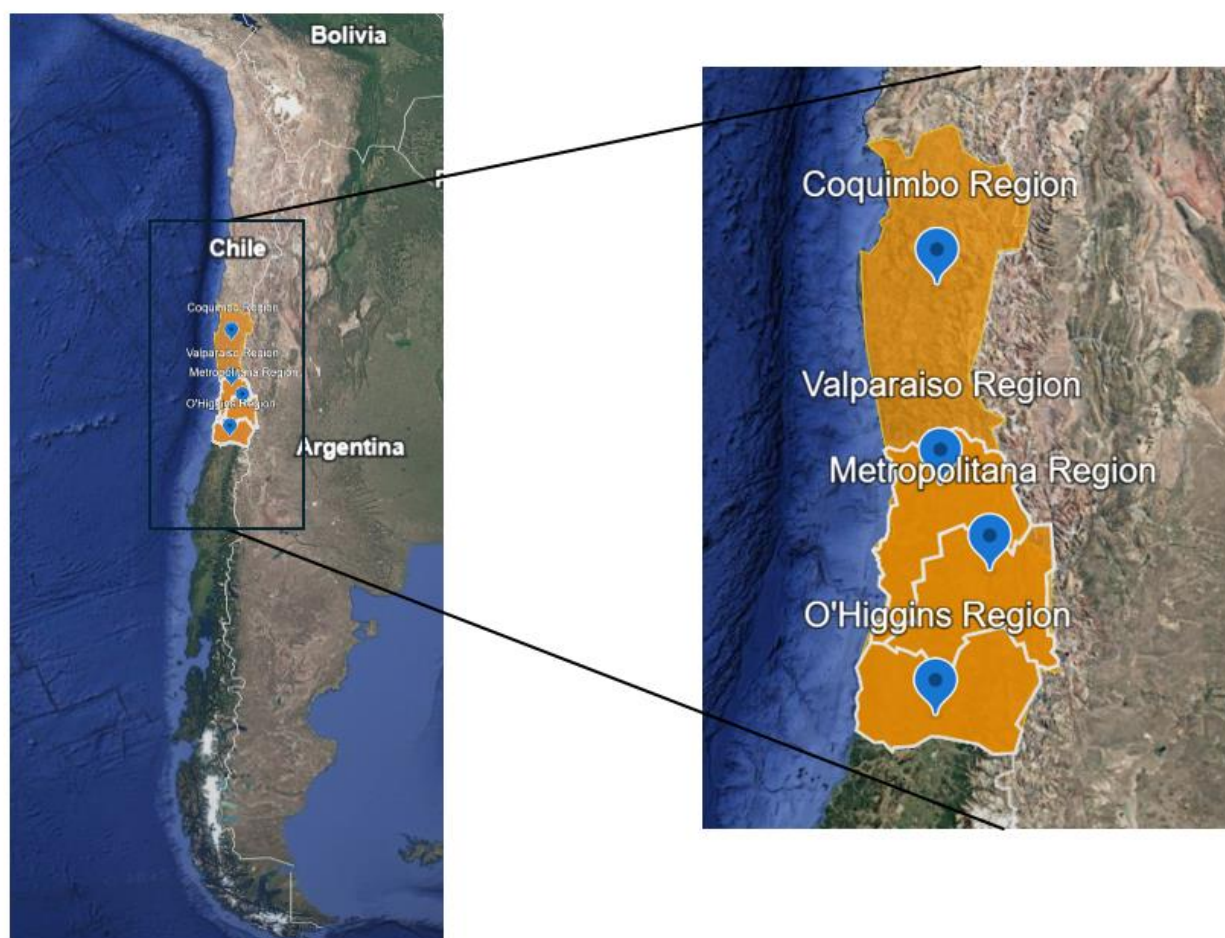 Bolivia
Chile
Coquimbo Region
Valparaiso Region
Metropolitana Region
O'Higgins Region
Argentina
Coquimbo Region
Valparaiso Region
Metropolitana Region
O'Higgins Region